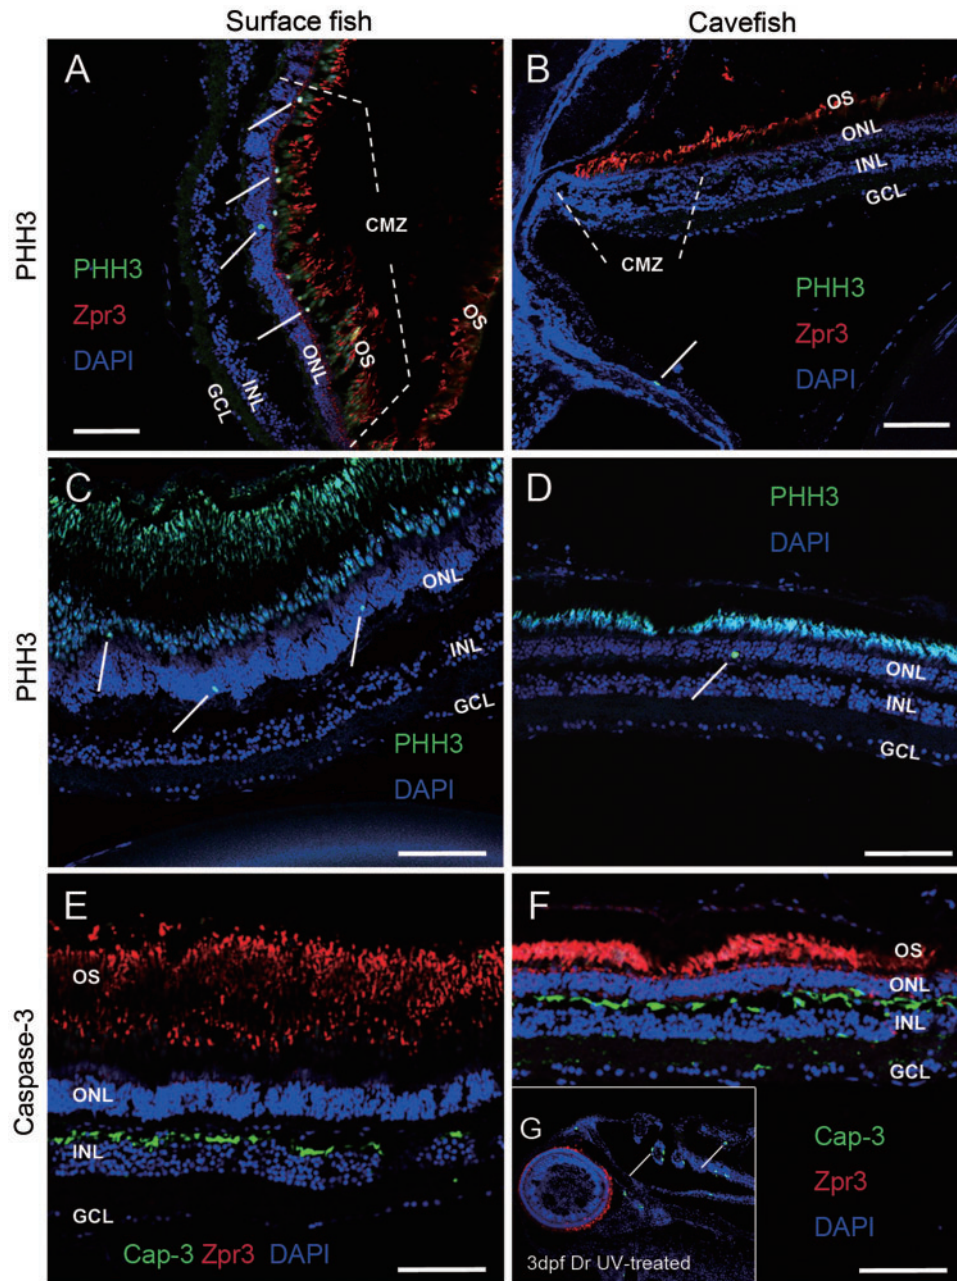 Surface fish
Cavefish
PHH3
A
PHH3
Zpr3
DAPI
CMZ
OS
OS
ONL
INL
GCL
B
OS
ONL
INL
GCL
CMZ
PHH3
Zpr3
DAPI
PHH3
C
ONL
INL
GCL
PHH3
DAPI
D
PHH3
DAPI
ONL
INL
GCL
Caspase-3
E
OS
ONL
INL
GCL
Cap-3 Zpr3 DAPI
F
OS
ONL
INL
GCL
Cap-3
Zpr3
DAPI
G
3dpf Dr UV-treated